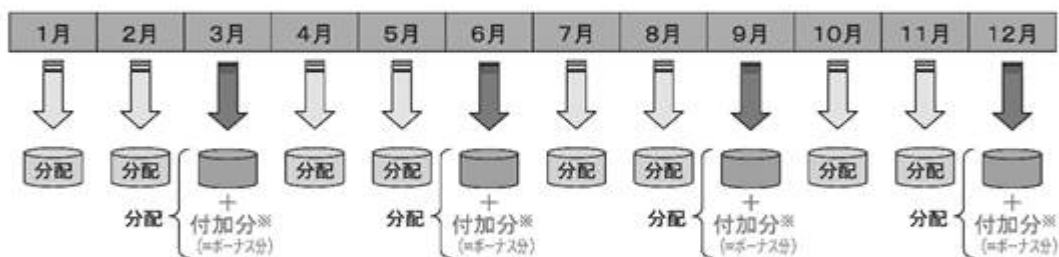 1月 2月 3月 4月 5月 6月 7月 8月 9月 10月 11月 12月
分配 分配 分配 分配 分配 分配 分配 分配
+ + + +
分配 付加分※ 分配 付加分※ 分配 付加分※ 分配 付加分※
(=ボーナス分) (=ボーナス分) (=ボーナス分) (=ボーナス分)